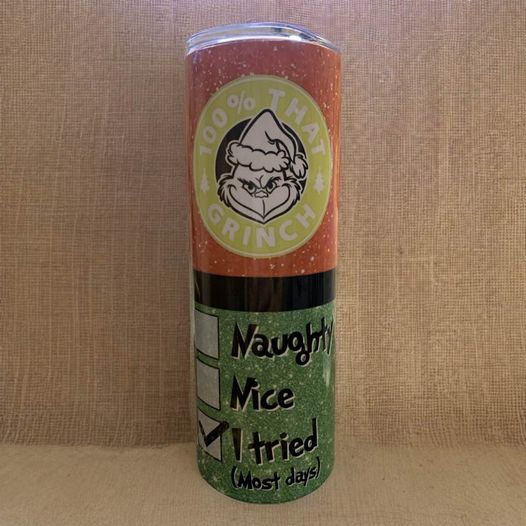 100% THAT
GRINCH
Naughty
Nice
I tried
(Most days)